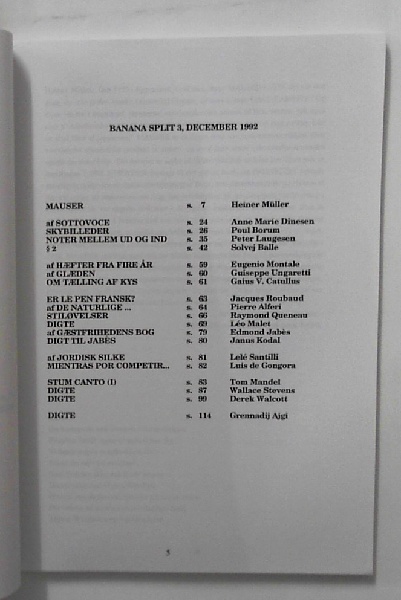 BANANA SPLIT 3, DECEMBER 1992
MAUSER s. 7 Heiner Müller
af SOTTOVOCE s. 24 Anne Marie Dinesen
SKYBILLEDER s. 26 Poul Borum
NOTER MELLEM UD OG IND s. 35 Peter Laugesen
§ 2 s. 42 Solvej Balle
af HÆFTER FRA FIRE ÅR s. 59 Eugenio Montale
af GLÆDEN s. 60 Guiseppe Ungaretti
OM TÆLLING AF KYS s. 61 Gaius V. Catullus
ER LE PEN FRANSK? s. 63 Jacques Roubaud
af DE NATURLIGE ... s. 64 Pierre Alferi
STILØVELSER s. 66 Raymond Queneau
DIGTE s. 69 Léo Malet
af GÆSTFRIHEDENS BOG s. 79 Edmond Jabès
DIGT TIL JABÈS s. 80 Janus Kodal
af JORDISK SILKE s. 81 Lelé Santilli
MIENTRAS POR COMPETIR... s. 82 Luis de Gongora
STUM CANTO (1) s. 83 Tom Mandel
DIGTE s. 87 Wallace Stevens
DIGTE s. 99 Derek Walcott
DIGTE s. 114 Grennadij Ajgi
5